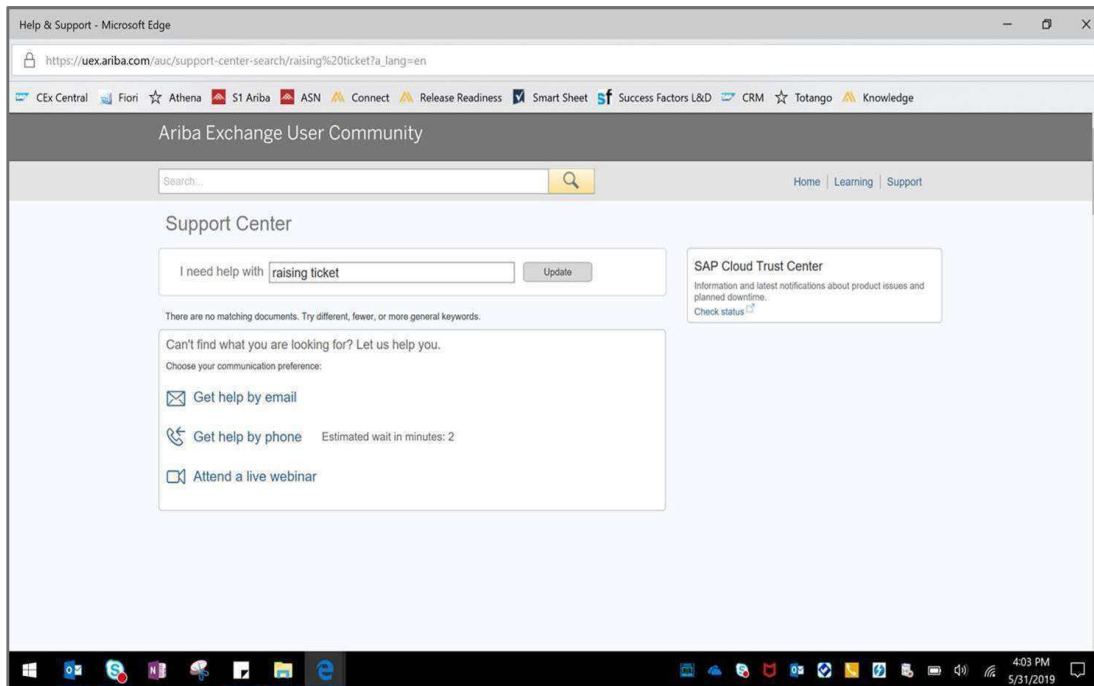 Help & Support - Microsoft Edge
https://uex.ariba.com/auc/support-center-search/raising%20ticket?a_lang=en
CEx Central Fiori Athena S1 Ariba ASN Connect Release Readiness Smart Sheet Sf Success Factors L&D CRM Totango Knowledge
Ariba Exchange User Community
Search...
Home | Learning | Support
Support Center
I need help with raising ticket Update
SAP Cloud Trust Center
Information and latest notifications about product issues and
planned downtime.
Check status
There are no matching documents. Try different, fewer, or more general keywords.
Can't find what you are looking for? Let us help you.
Choose your communication preference:
Get help by email
Get help by phone Estimated wait in minutes: 2
Attend a live webinar
4:03 PM
5/31/2019